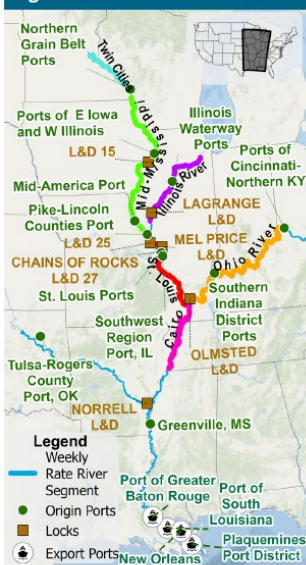 Northern
Grain Belt
Ports
Twin Cities
Ports of E Iowa
and W Illinois
Illinois
Waterway
Ports
L&D 15
Ports of
Cincinnati-
Northern KY
Mid-Mississippi
Illinois River
Mid-America Port
LAGRANGE
L&D
Pike-Lincoln
Counties Port
L&D 25
MEL PRICE
L&D
Ohio River
CHAINS OF ROCKS
L&D 27
St. Louis
St. Louis Ports
Southern
Indiana
District
Ports
Southwest
Region
Port, IL
Cairo
OLMSTED
L&D
Tulsa-Rogers
County
Port, OK
NORRELL
L&D
Greenville, MS
Legend
Weekly
Rate River
Segment
Origin Ports
Locks
Export Ports
Port of Greater
Baton Rouge
Port of
South
Louisiana
Plaquemines
Port District
New Orleans